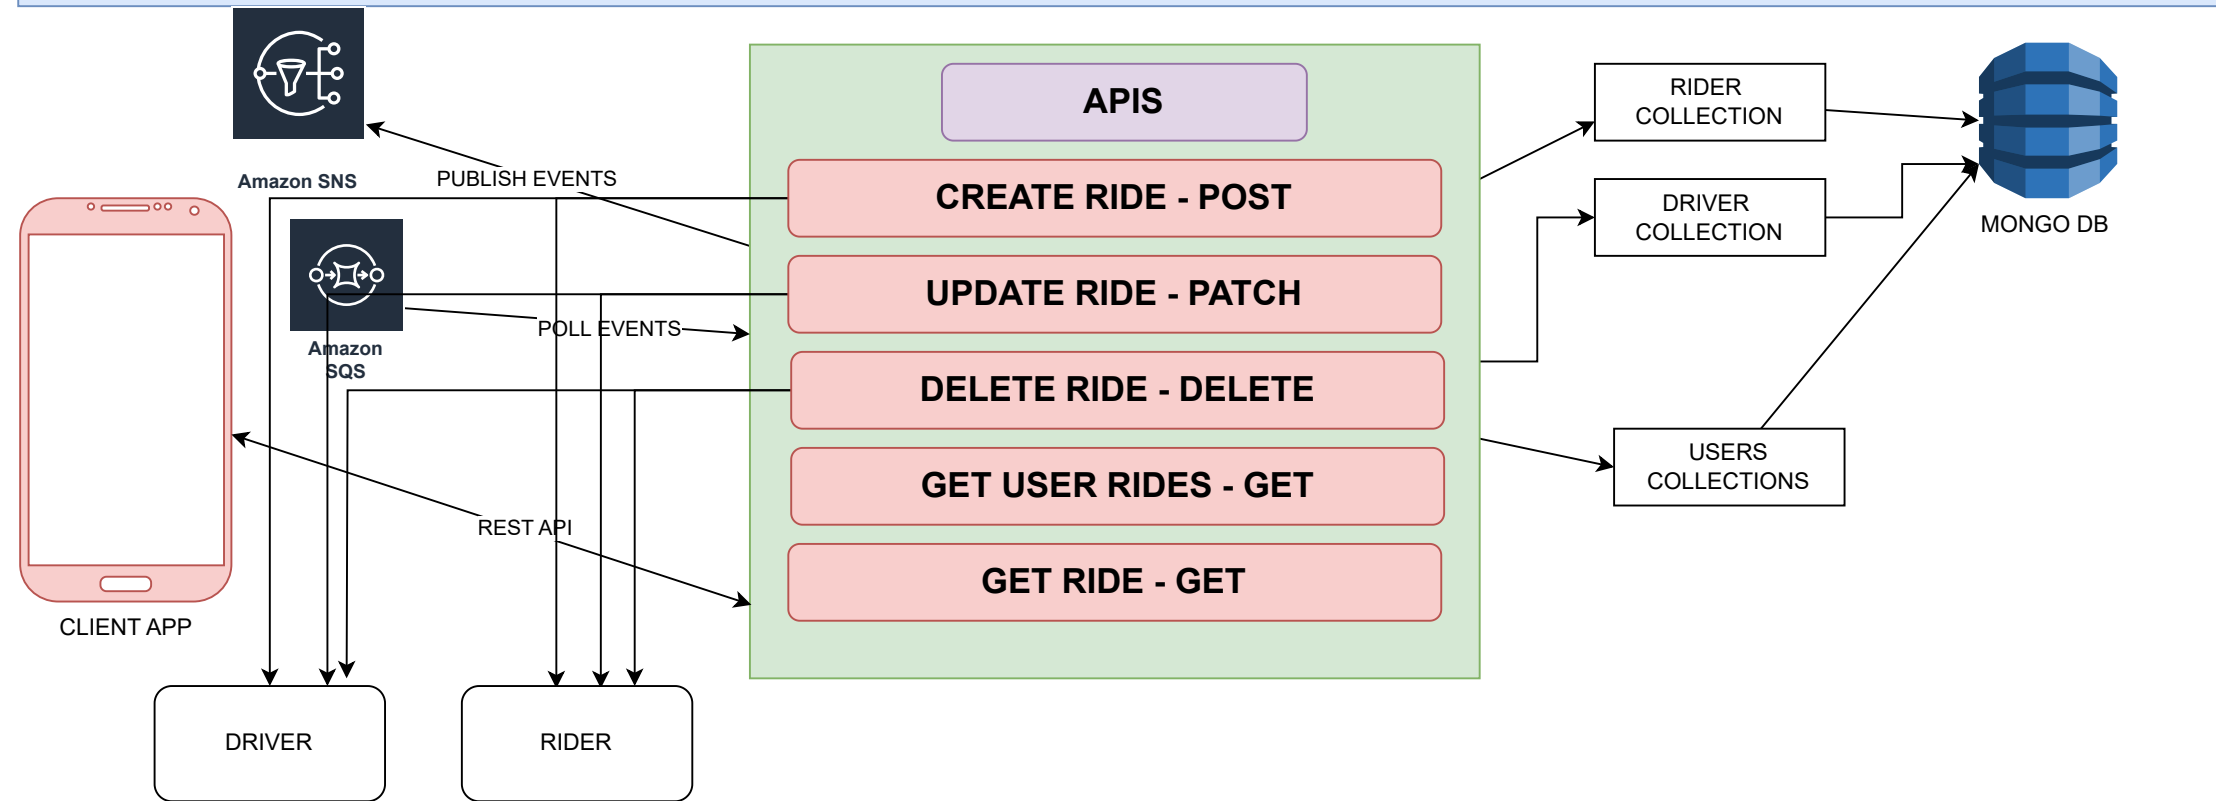 APIS
RIDER
COLLECTION
Amazon SNS
PUBLISH EVENTS
CREATE RIDE - POST
DRIVER
COLLECTION
MONGO DB
UPDATE RIDE - PATCH
POLL EVENTS
Amazon
SQS
DELETE RIDE - DELETE
USERS
COLLECTIONS
GET USER RIDES - GET
REST API
GET RIDE - GET
CLIENT APP
DRIVER
RIDER